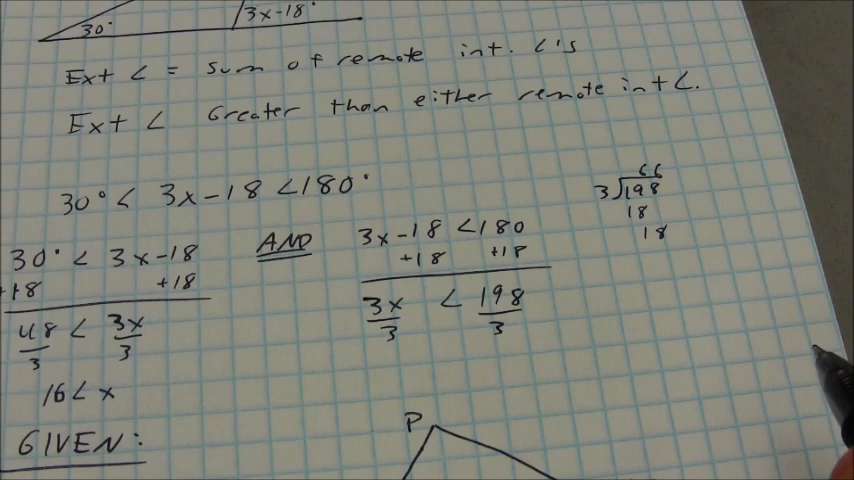 30° 3x-18°
Ext ∠ = sum of remote int. ∠'s
Ext ∠ Greater than either remote int ∠.
30° < 3x-18 < 180°
30° < 3x-18
+18 +18
48/3 < 3x/3
16 < x
AND
3x-18 < 180
+18 +18
3x/3 < 198/3
66
3√198
18
18
GIVEN:
P